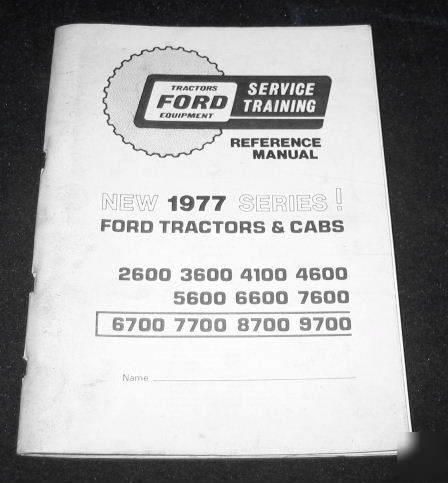 TRACTORS
FORD
EQUIPMENT
SERVICE
TRAINING
REFERENCE
MANUAL
NEW 1977 SERIES!
FORD TRACTORS & CABS
2600 3600 4100 4600
5600 6600 7600
6700 7700 8700 9700
Name